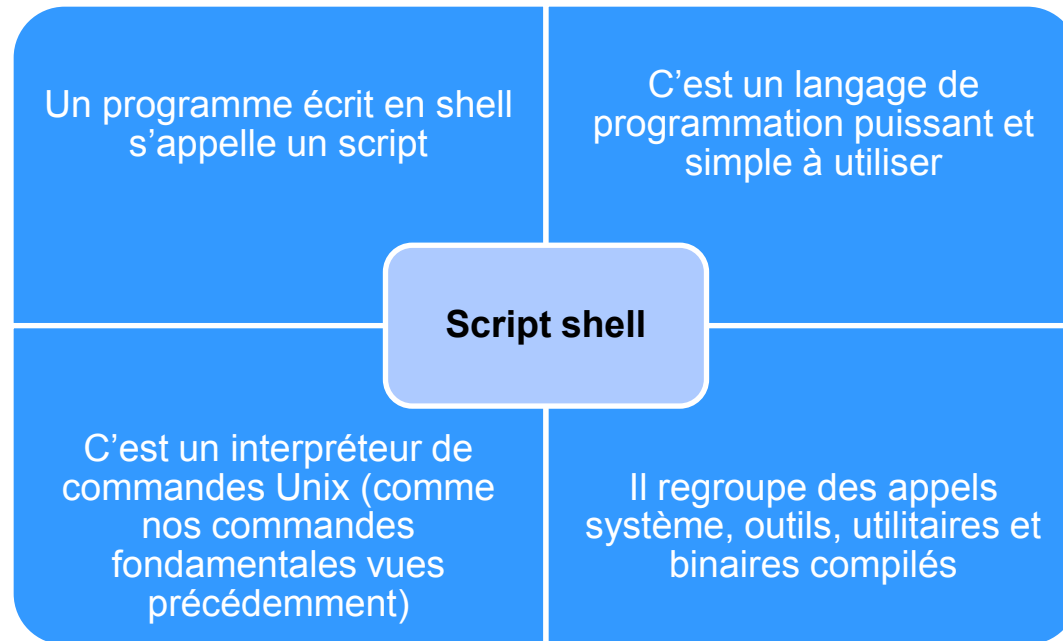 Un programme écrit en shell
s’appelle un script
C’est un langage de
programmation puissant et
simple à utiliser
Script shell
C’est un interpréteur de
commandes Unix (comme
nos commandes
fondamentales vues
précédemment)
Il regroupe des appels
système, outils, utilitaires et
binaires compilés